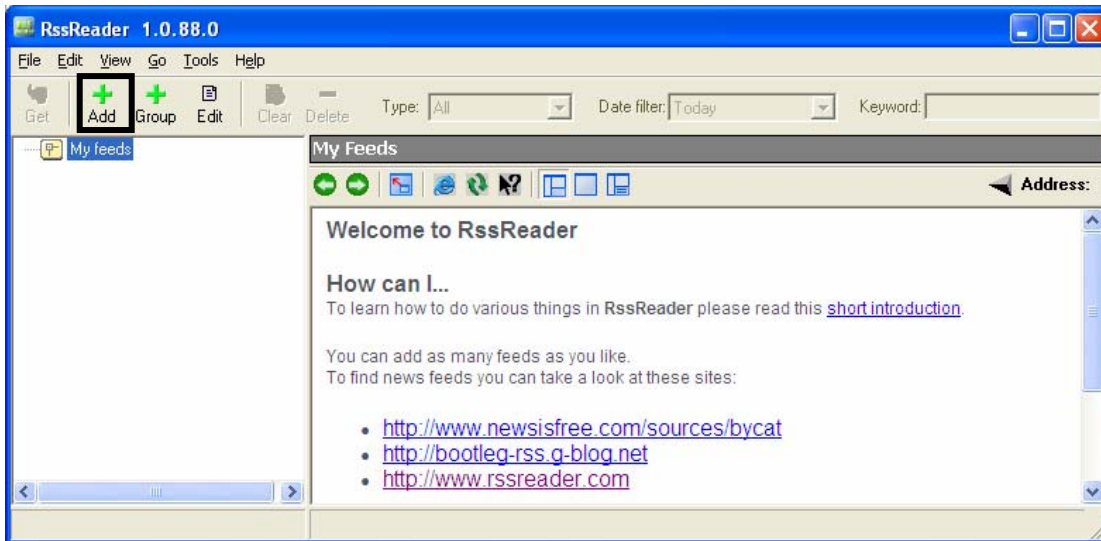 RssReader 1.0.88.0
File Edit View Go Tools Help
Get Add Group Edit Clear Delete Type: All Date filter: Today Keyword:
My feeds
My Feeds
Address:
Welcome to RssReader
How can I...
To learn how to do various things in RssReader please read this short introduction.
You can add as many feeds as you like.
To find news feeds you can take a look at these sites:
• http://www.newsisfree.com/sources/bycat
• http://bootleg-rss.g-blog.net
• http://www.rssreader.com